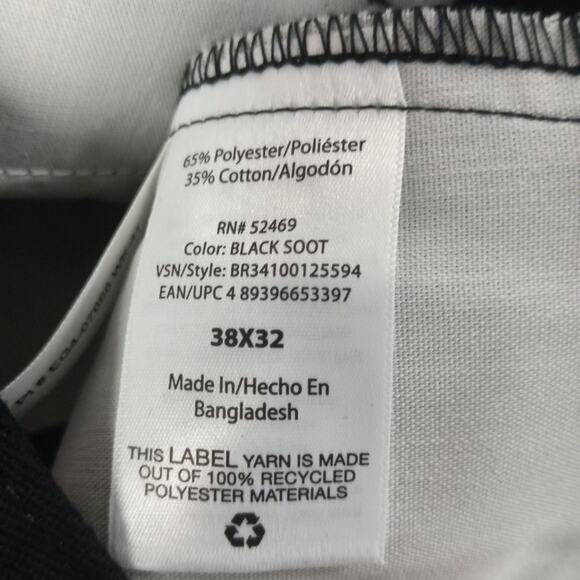 65% Polyester/Poliéster
35% Cotton/Algodón
RN# 52469
Color: BLACK SOOT
VSN/Style: BR34100125594
EAN/UPC 4 89396653397
38X32
Made In/Hecho En
Bangladesh
THIS LABEL YARN IS MADE
OUT OF 100% RECYCLED
POLYESTER MATERIALS